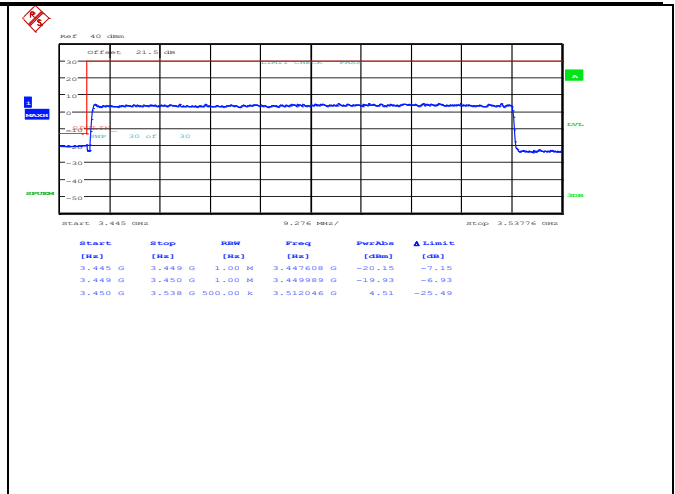 R
S
Ref 40 dBm
Offset 21.5 dB
30
LIMIT CHECK PASS
20
A
10
1
MAXH
0
-10
LVL
SWP 30 of 30
-20
-30
-40
-50
3DB
Start 3.445 GHz 9.276 MHz/ Stop 3.53776 GHz
Start Stop RBW Freq PwrAbs Δ Limit
[Hz] [Hz] [Hz] [Hz] [dBm] [dB]
3.445 G 3.449 G 1.00 M 3.447608 G -20.15 -7.15
3.449 G 3.450 G 1.00 M 3.449989 G -19.93 -6.93
3.450 G 3.538 G 500.00 k 3.512046 G 4.51 -25.49